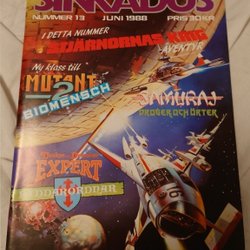 SINKADUS
NUMMER 13 JUNI 1988 PRIS 30 KR
I DETTA NUMMER
STJÄRNORNAS KRIG
ÄVENTYR
Ny klass till
MUTANT
2
BIOMENSCH
SAMURAJ
DROGER OCH ÖRTER
EXPERT